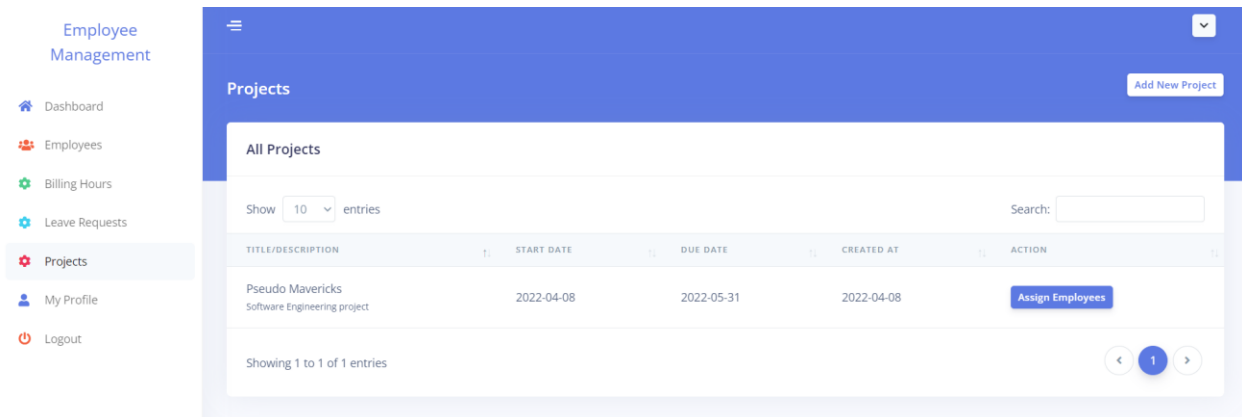 Employee
Management
Dashboard
Employees
Billing Hours
Leave Requests
Projects
My Profile
Logout
Projects
Add New Project
All Projects
Show 10 entries
Search:
TITLE/DESCRIPTION START DATE DUE DATE CREATED AT ACTION
Pseudo Mavericks
Software Engineering project
2022-04-08 2022-05-31 2022-04-08 Assign Employees
Showing 1 to 1 of 1 entries
1